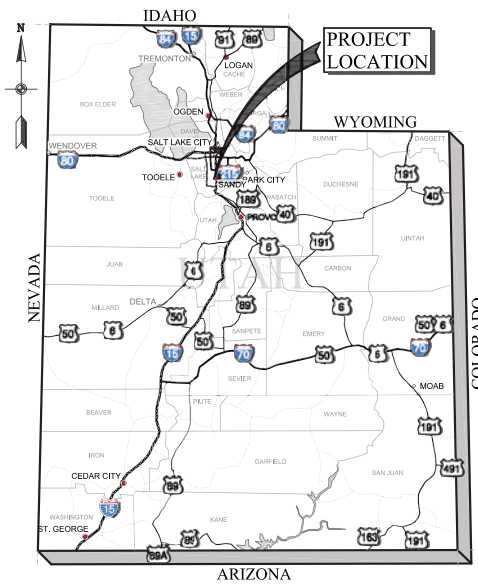 IDAHO
N
84
15
91
89
PROJECT
LOCATION
TREMONTON
LOGAN
CACHE
BOX ELDER
WEBER
OGDEN
DAVIS
84
80
WYOMING
SALT LAKE CITY
SUMMIT
DAGGETT
WENDOVER
80
SALT
LAKE
215
PARK CITY
SANDY
191
TOOELE
DUCHESNE
WASATCH
189
40
40
TOOELE
UTAH
PROVO
191
UINTAH
6
JUAB
UTAH
6
CARBON
NEVADA
MILLARD
DELTA
89
6
GRAND
COLORADO
50
6
50
50
SANPETE
EMERY
50
6
15
70
50
6
70
SEVIER
MOAB
BEAVER
PIUTE
WAYNE
191
IRON
GARFIELD
CEDAR CITY
89
SAN JUAN
491
15
WASHINGTON
KANE
ST. GEORGE
89
163
191
89A
ARIZONA